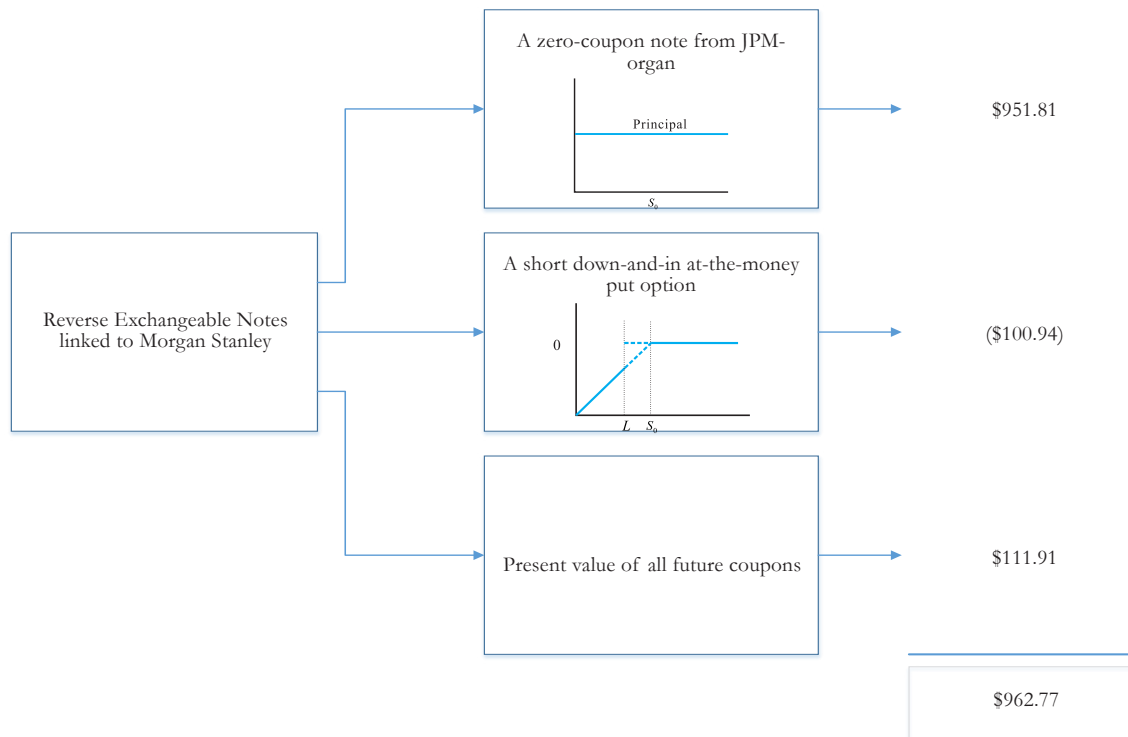 Reverse Exchangeable Notes
linked to Morgan Stanley
A zero-coupon note from JPM-
organ
Principal
S₀
$951.81
A short down-and-in at-the-money
put option
0
L S₀
($100.94)
Present value of all future coupons
$111.91
$962.77